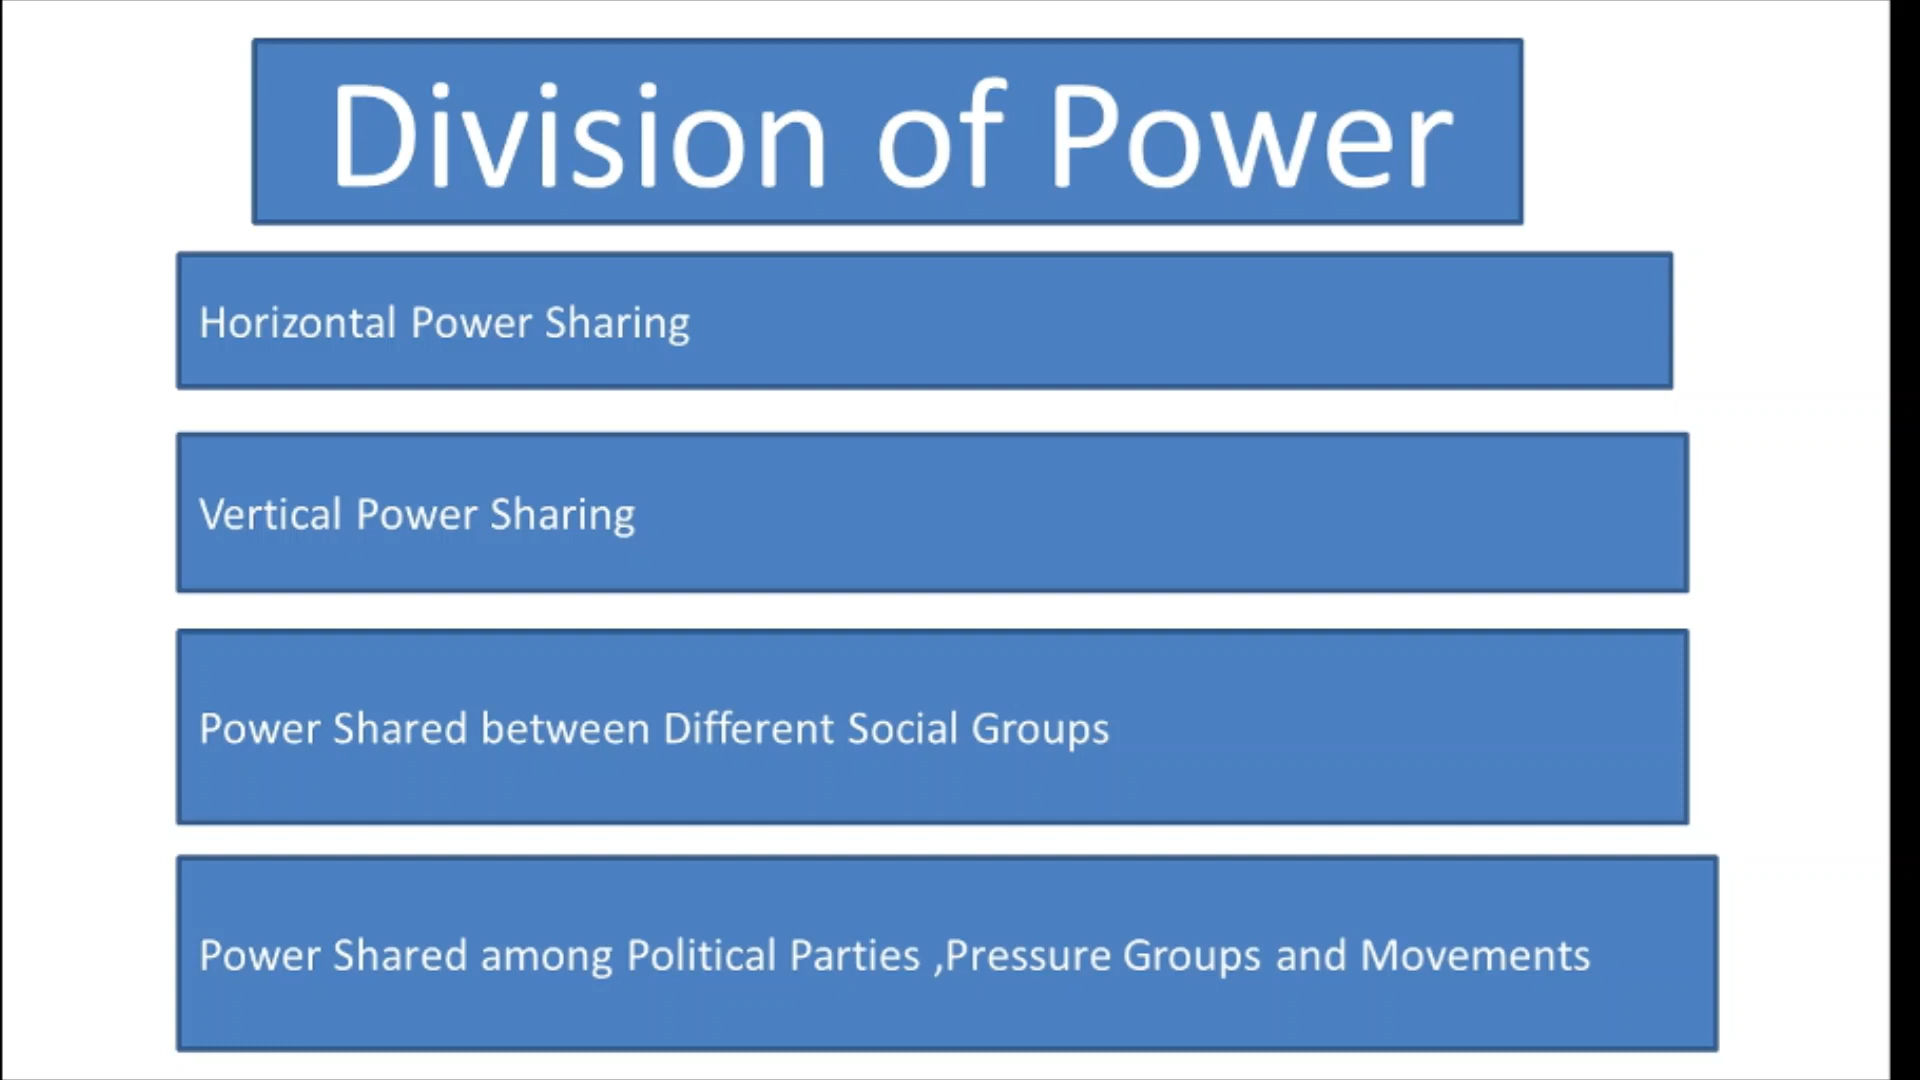 Division of Power
Horizontal Power Sharing
Vertical Power Sharing
Power Shared between Different Social Groups
Power Shared among Political Parties ,Pressure Groups and Movements